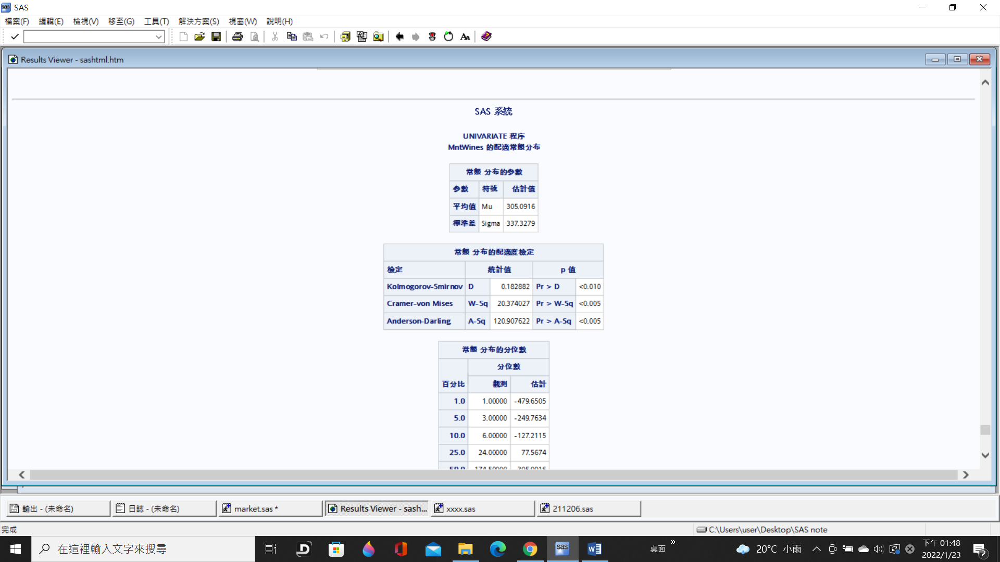 SAS
檔案(F) 編輯(E) 檢視(V) 移至(G) 工具(T) 解決方案(S) 視窗(W) 說明(H)
Results Viewer - sashtml.htm
SAS 系統
UNIVARIATE 程序
MntWines 的配適常態分布
常態 分布的參數
參數 符號 估計值
平均值 Mu 305.0916
標準差 Sigma 337.3279
常態 分布的配適度檢定
檢定 統計值 p 值
Kolmogorov-Smirnov D 0.182882 Pr > D <0.010
Cramer-von Mises W-Sq 20.374027 Pr > W-Sq <0.005
Anderson-Darling A-Sq 120.907622 Pr > A-Sq <0.005
常態 分布的分位數
分位數
百分比 觀測 估計
1.0 1.00000 -479.6505
5.0 3.00000 -249.7634
10.0 6.00000 -127.2115
25.0 24.00000 77.5674
50.0 174.50000 305.0916
輸出 - (未命名) 日誌 - (未命名) market.sas * Results Viewer - sash... xxxx.sas 211206.sas
完成 C:\Users\user\Desktop\SAS note
在這裡輸入文字來搜尋 桌面 20°C 小雨 下午 01:48
2022/1/23 2